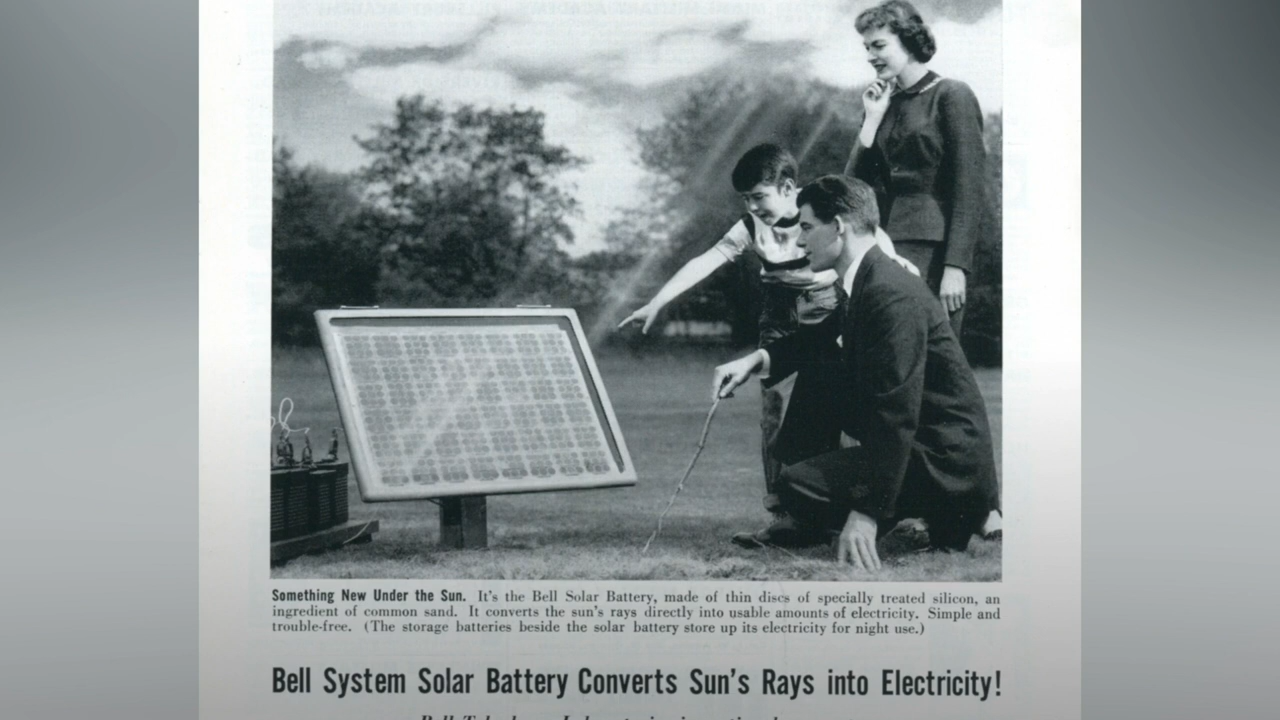 Something New Under the Sun. It's the Bell Solar Battery, made of thin discs of specially treated silicon, an
ingredient of common sand. It converts the sun's rays directly into usable amounts of electricity. Simple and
trouble-free. (The storage batteries beside the solar battery store up its electricity for night use.)
Bell System Solar Battery Converts Sun's Rays into Electricity!